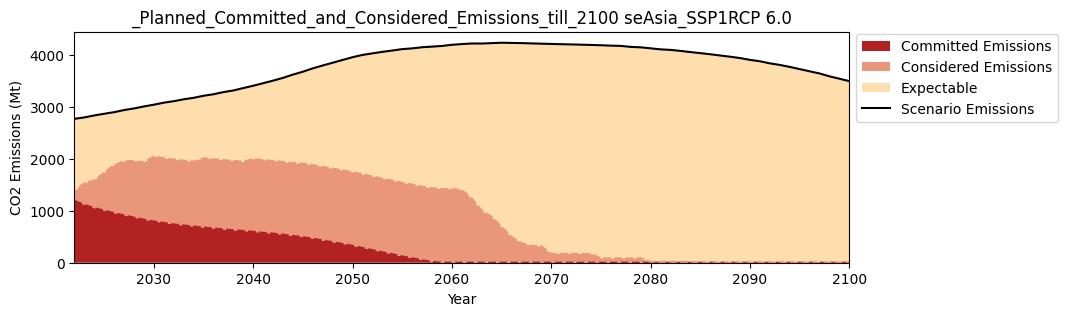 _Planned_Committed_and_Considered_Emissions_till_2100 seAsia_SSP1RCP 6.0
Committed Emissions
Considered Emissions
Expectable
Scenario Emissions
CO2 Emissions (Mt)
4000
3000
2000
1000
0
2030 2040 2050 2060 2070 2080 2090 2100
Year